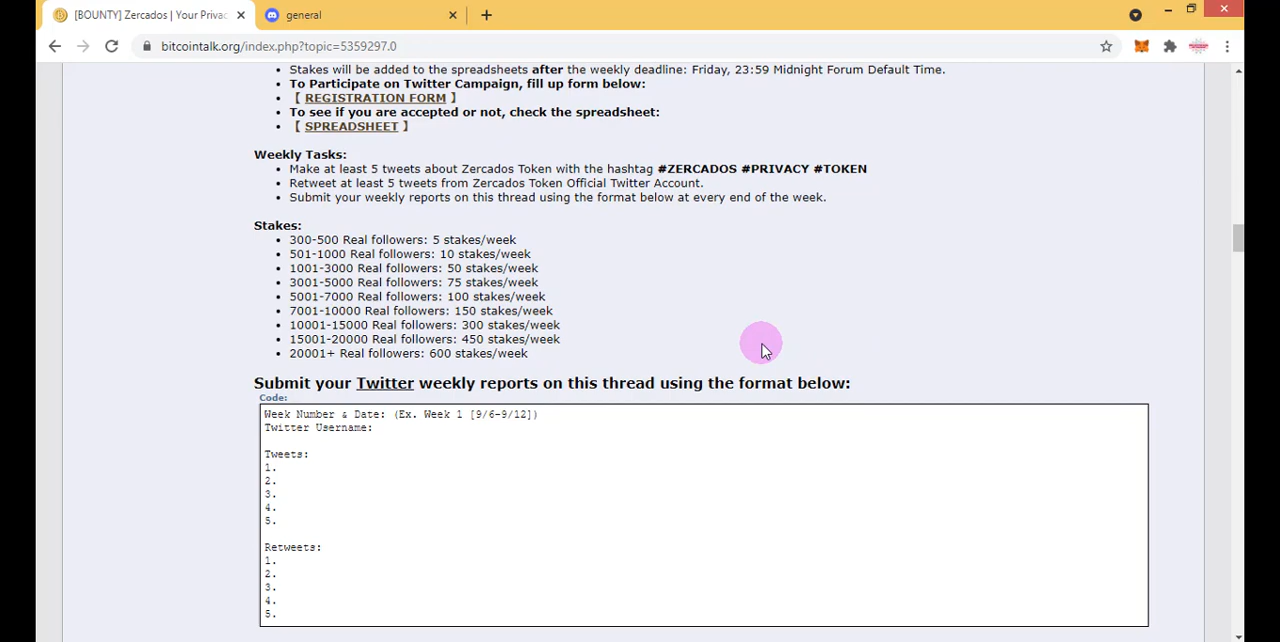 [BOUNTY] Zercados | Your Privac
general
bitcointalk.org/index.php?topic=5359297.0
• Stakes will be added to the spreadsheets after the weekly deadline: Friday, 23:59 Midnight Forum Default Time.
• To Participate on Twitter Campaign, fill up form below:
• 【 REGISTRATION FORM 】
• To see if you are accepted or not, check the spreadsheet:
• 【 SPREADSHEET 】
Weekly Tasks:
• Make at least 5 tweets about Zercados Token with the hashtag #ZERCADOS #PRIVACY #TOKEN
• Retweet at least 5 tweets from Zercados Token Official Twitter Account.
• Submit your weekly reports on this thread using the format below at every end of the week.
Stakes:
• 300-500 Real followers: 5 stakes/week
• 501-1000 Real followers: 10 stakes/week
• 1001-3000 Real followers: 50 stakes/week
• 3001-5000 Real followers: 75 stakes/week
• 5001-7000 Real followers: 100 stakes/week
• 7001-10000 Real followers: 150 stakes/week
• 10001-15000 Real followers: 300 stakes/week
• 15001-20000 Real followers: 450 stakes/week
• 20001+ Real followers: 600 stakes/week
Submit your Twitter weekly reports on this thread using the format below:
Code:
Week Number & Date: (Ex. Week 1 [9/6-9/12])
Twitter Username:
Tweets:
1.
2.
3.
4.
5.
Retweets:
1.
2.
3.
4.
5.